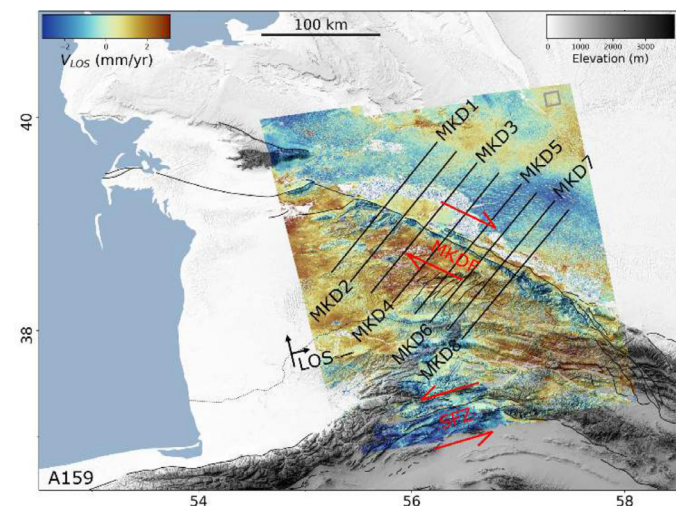 100 km
-2 0 2
V_LOS (mm/yr)
0 1000 2000 3000
Elevation (m)
40
38
MKD1
MKD3
MKD5
MKD7
MKDF
MKD2
MKD4
MKD6
MKD8
LOS
SFZ
A159
54 56 58